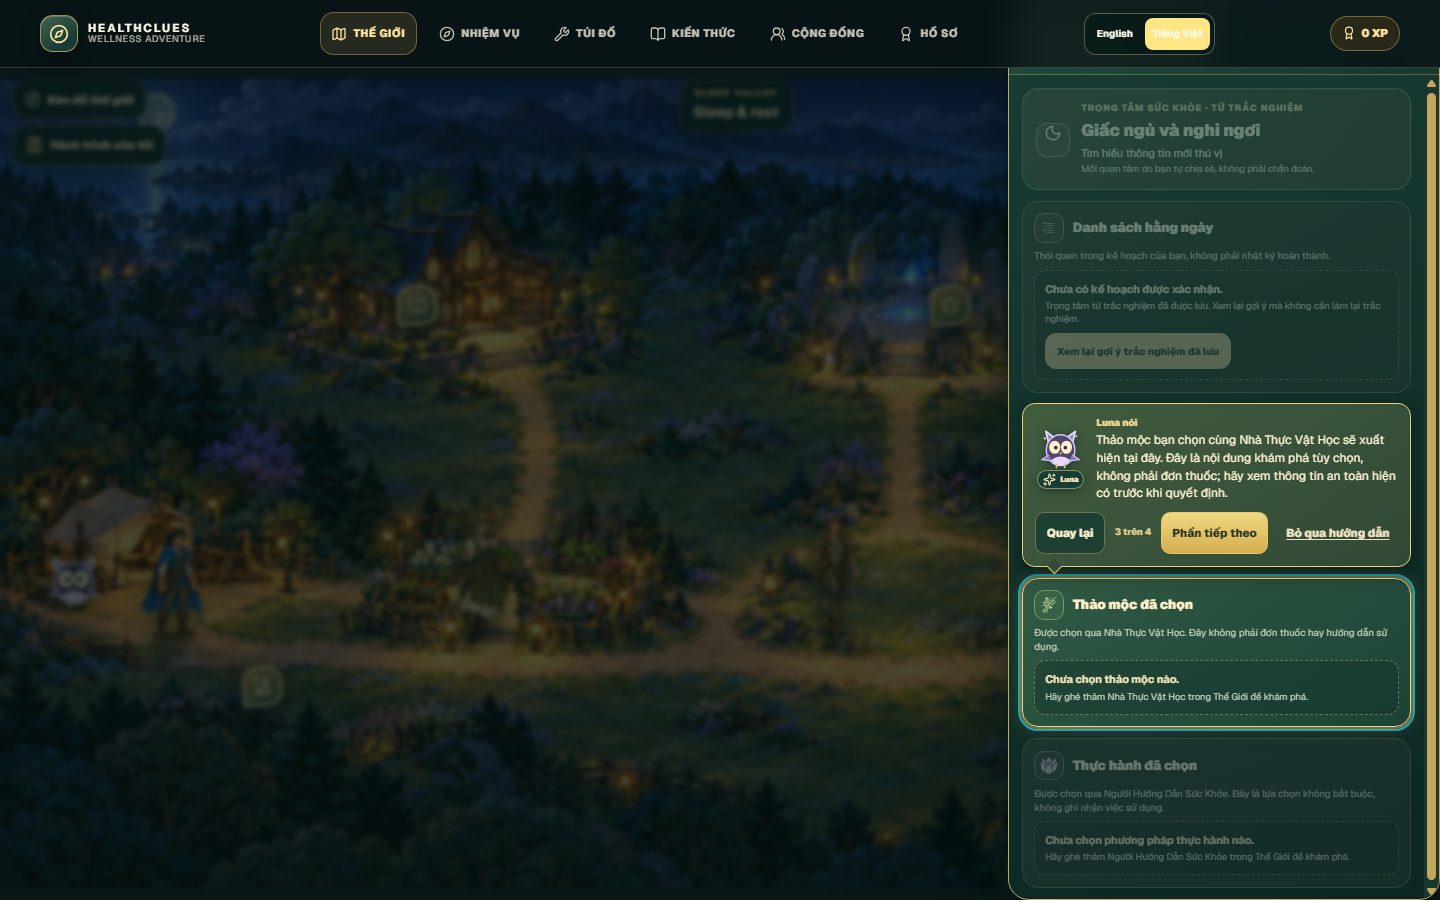 HEALTHCLUES
WELLNESS ADVENTURE
THẾ GIỚI
NHIỆM VỤ
TÚI ĐỒ
KIẾN THỨC
CỘNG ĐỒNG
HỒ SƠ
English
Tiếng Việt
0 XP
Bản đồ thế giới
Hành trình của tôi
SLEEP VALLEY
Sleep & rest
TRỌNG TÂM SỨC KHỎE · TỪ TRẮC NGHIỆM
Giấc ngủ và nghỉ ngơi
Tìm hiểu thông tin mới thú vị
Mối quan tâm do bạn tự chia sẻ, không phải chẩn đoán.
Danh sách hằng ngày
Thói quen trong kế hoạch của bạn, không phải nhật ký hoàn thành.
Chưa có kế hoạch được xác nhận.
Trọng tâm từ trắc nghiệm đã được lưu. Xem lại gợi ý mà không cần làm lại trắc
nghiệm.
Xem lại gợi ý trắc nghiệm đã lưu
Luna nói
Thảo mộc bạn chọn cùng Nhà Thực Vật Học sẽ xuất
hiện tại đây. Đây là nội dung khám phá tùy chọn,
không phải đơn thuốc; hãy xem thông tin an toàn hiện
có trước khi quyết định.
Luna
Quay lại
3 trên 4
Phần tiếp theo
Bỏ qua hướng dẫn
Thảo mộc đã chọn
Được chọn qua Nhà Thực Vật Học. Đây không phải đơn thuốc hay hướng dẫn sử
dụng.
Chưa chọn thảo mộc nào.
Hãy ghé thăm Nhà Thực Vật Học trong Thế Giới để khám phá.
Thực hành đã chọn
Được chọn qua Người Hướng Dẫn Sức Khỏe. Đây là lựa chọn không bắt buộc,
không ghi nhận việc sử dụng.
Chưa chọn phương pháp thực hành nào.
Hãy ghé thăm Người Hướng Dẫn Sức Khỏe trong Thế Giới để khám phá.